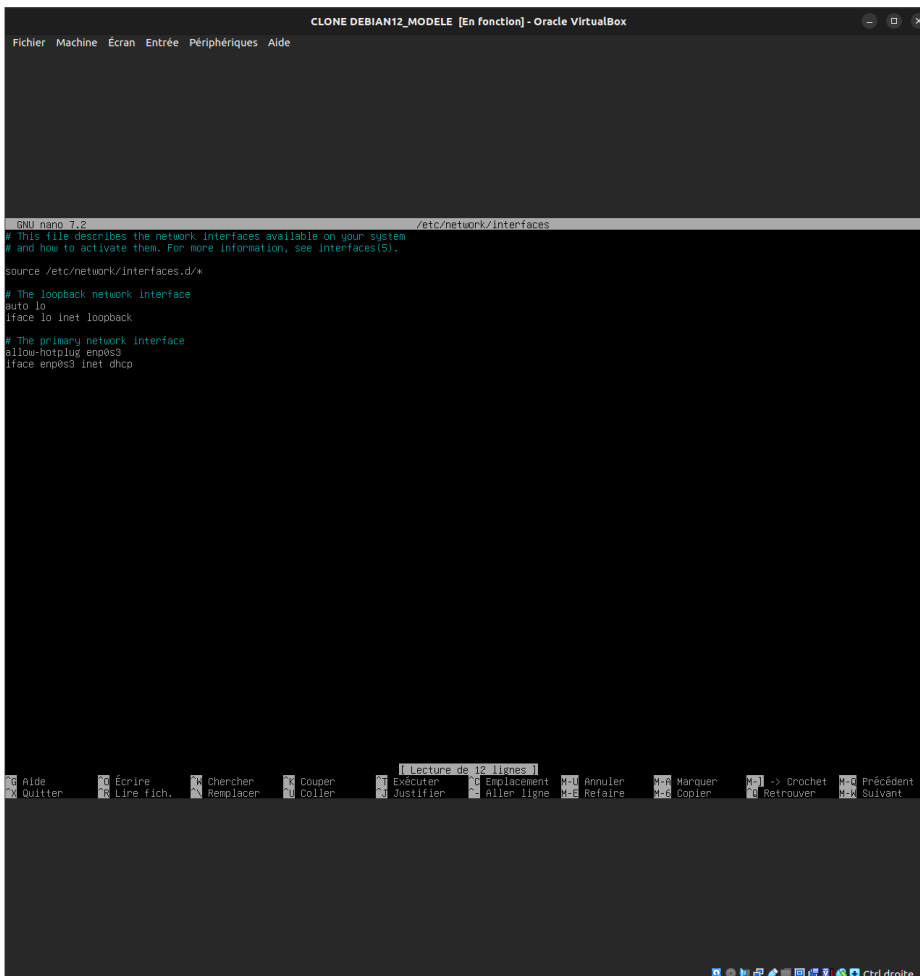 CLONE DEBIAN12_MODELE [En fonction] - Oracle VirtualBox
Fichier Machine Écran Entrée Périphériques Aide
GNU nano 7.2 /etc/network/interfaces
# This file describes the network interfaces available on your system
# and how to activate them. For more information, see interfaces(5).
source /etc/network/interfaces.d/*
# The loopback network interface
auto lo
iface lo inet loopback
# The primary network interface
allow-hotplug enp0s3
iface enp0s3 inet dhcp
[ Lecture de 12 lignes ]
^G Aide ^O Écrire ^W Chercher ^K Couper ^T Exécuter ^C Emplacement M-U Annuler M-A Marquer M-] -> Crochet M-Q Précédent
^X Quitter ^R Lire fich. ^\ Remplacer ^U Coller ^J Justifier ^- Aller ligne M-E Refaire M-6 Copier ^Q Retrouver M-W Suivant
Ctrl droite